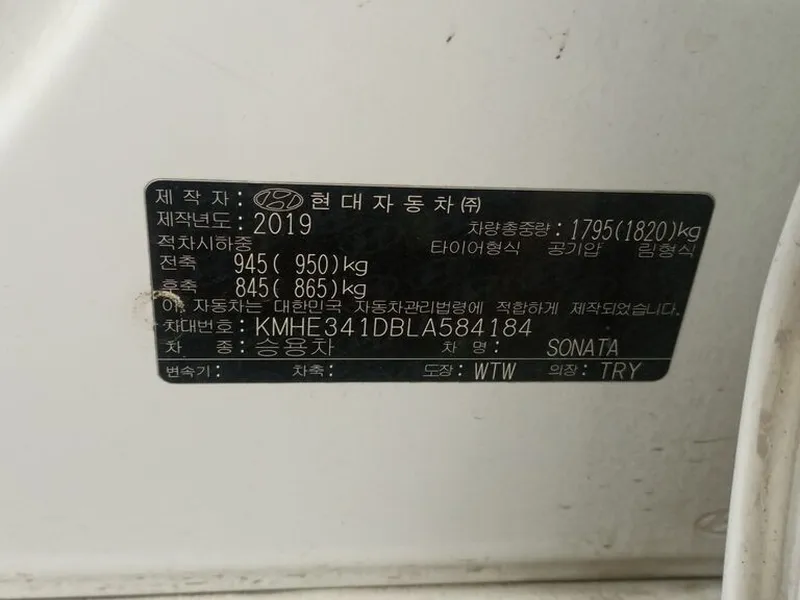 제 작 자: 현대자동차㈜
제작년도: 2019 차량총중량: 1795(1820)kg
적차시하중 타이어형식 공기압 림형식
전축 945( 950)kg
후축 845( 865)kg
이 자동차는 대한민국 자동차관리법령에 적합하게 제작되었습니다.
차대번호: KMHE341DBLA584184
차 종: 승용차 차 명: SONATA
변속기: 차축: 도장: WTW 의장: TRY